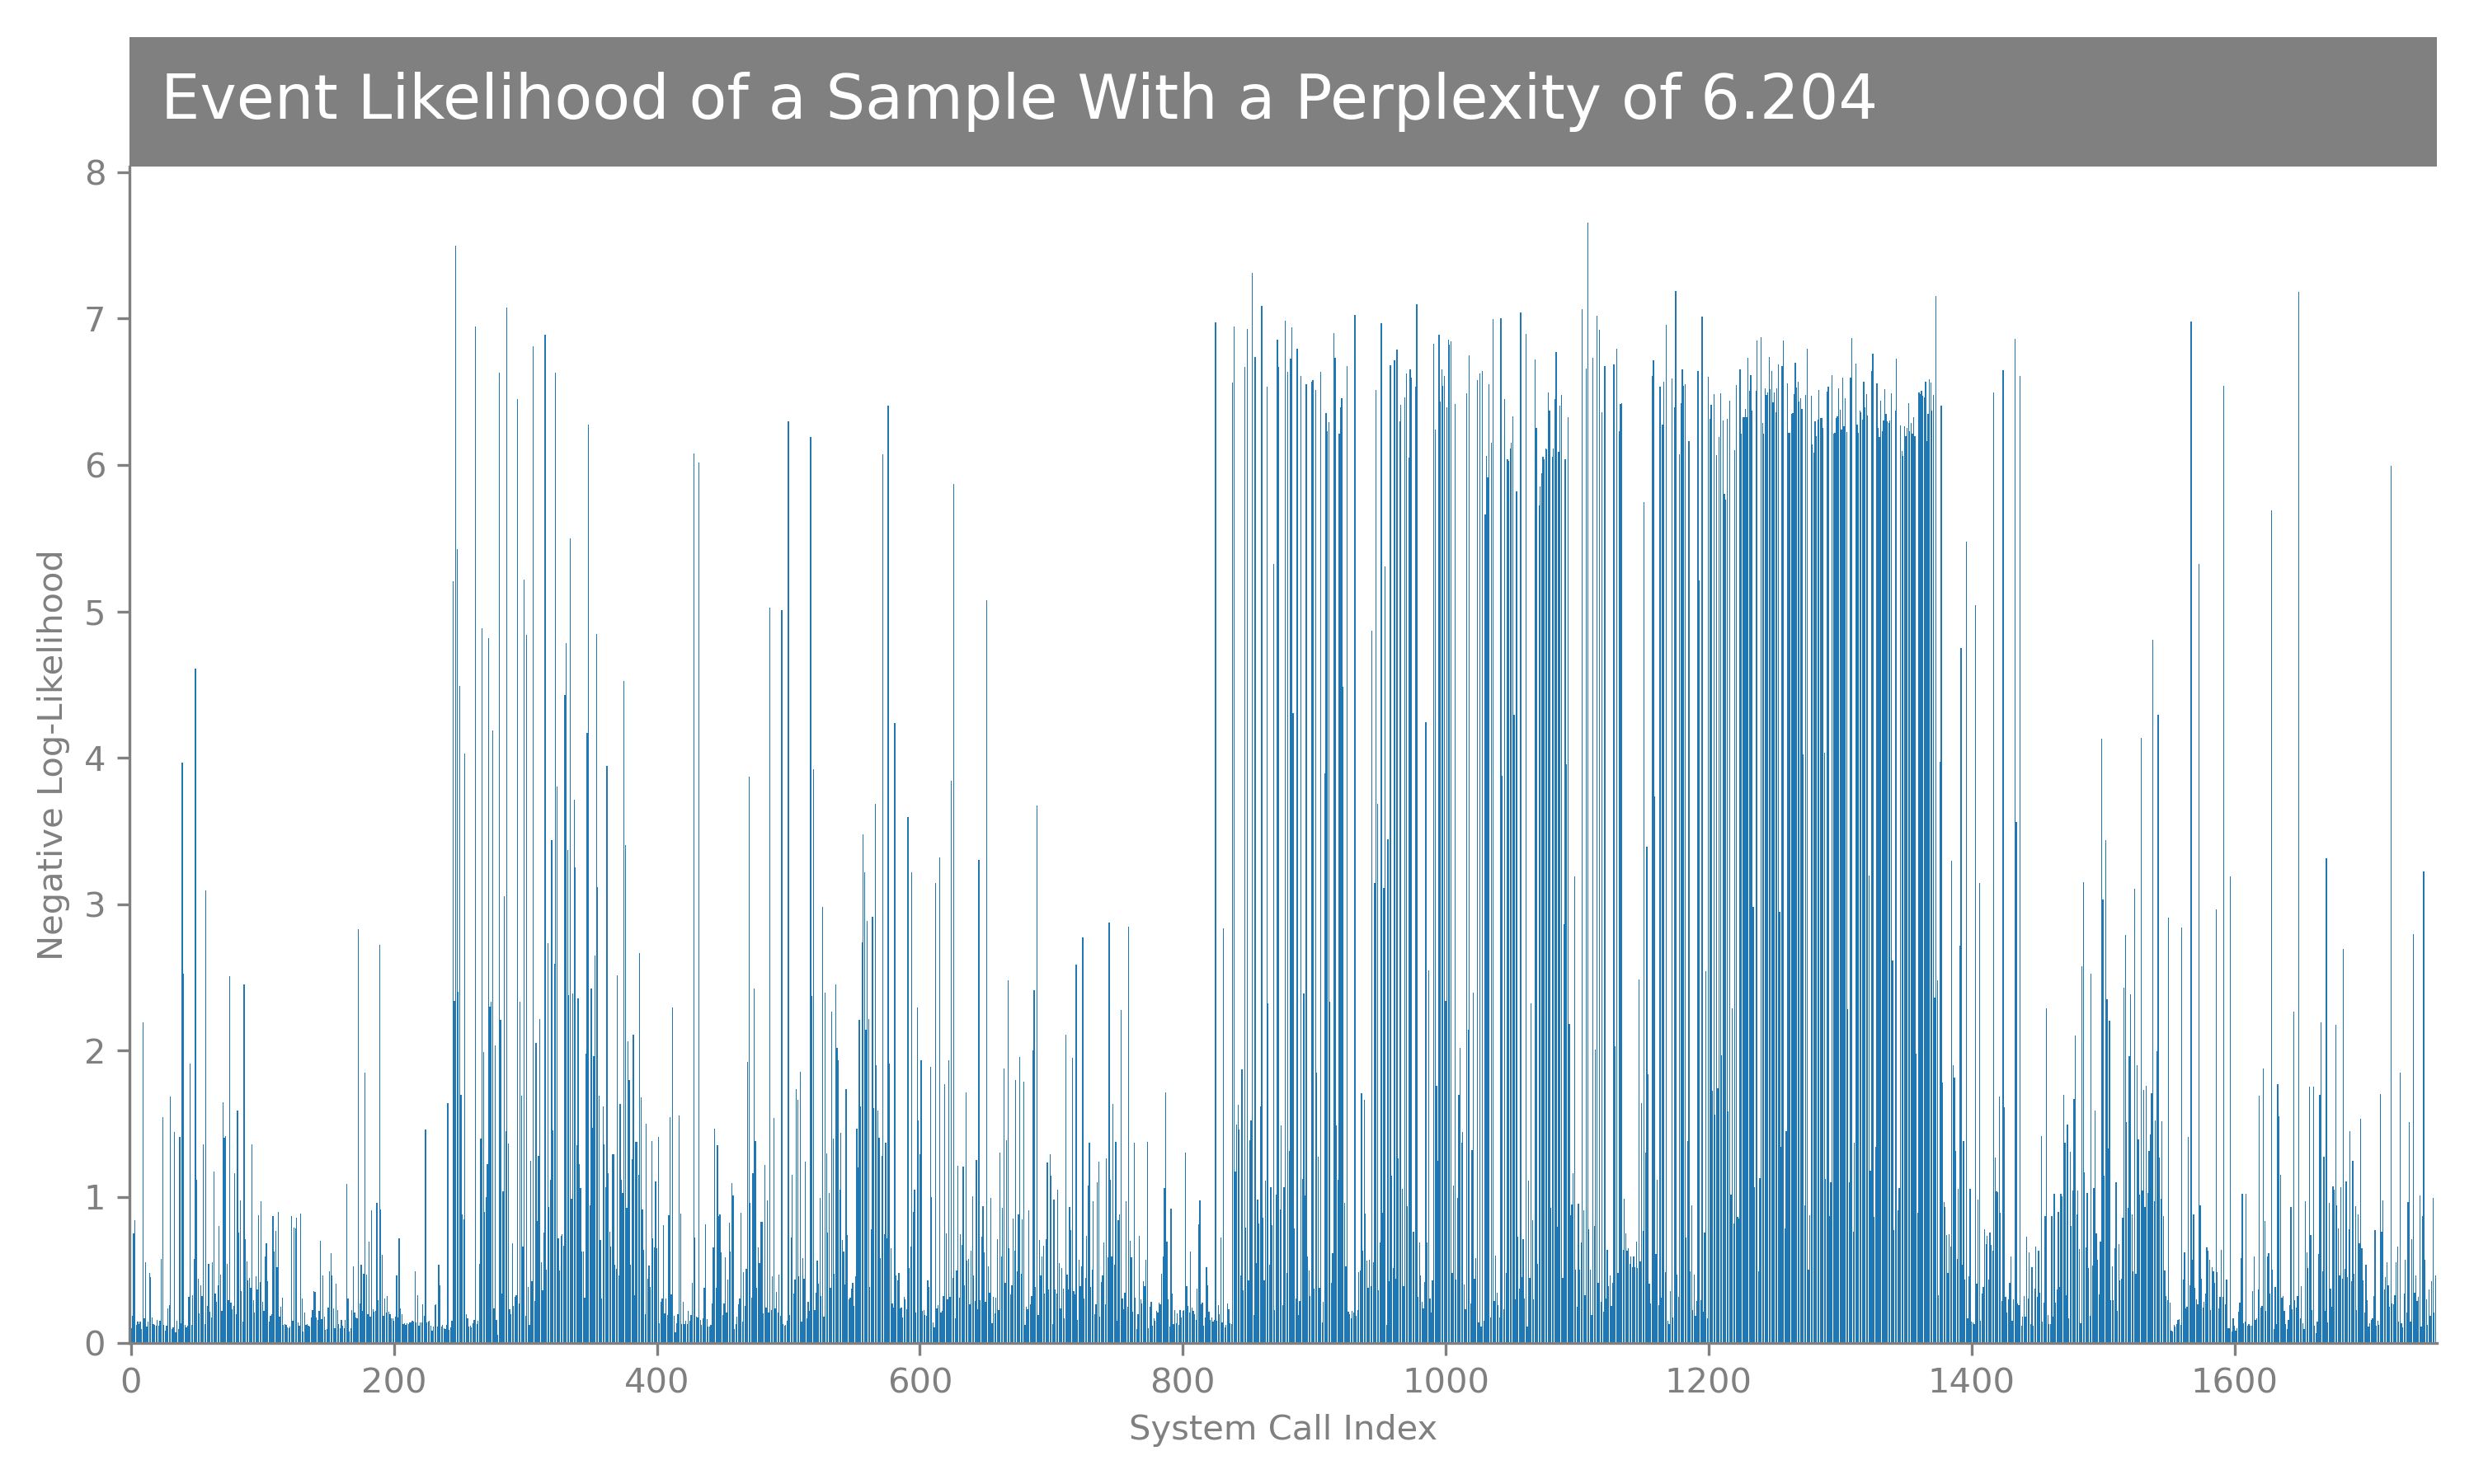 Event Likelihood of a Sample With a Perplexity of 6.204
8
7
6
5
4
3
2
1
0
Negative Log-Likelihood
0 200 400 600 800 1000 1200 1400 1600
System Call Index